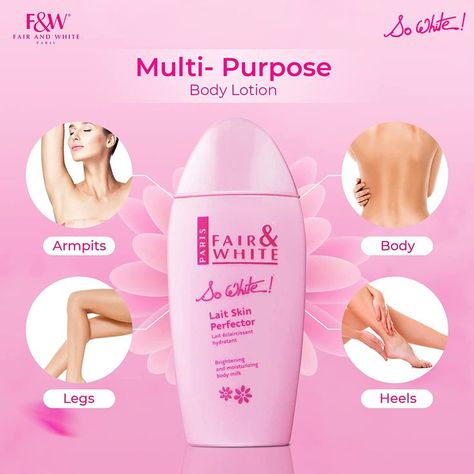 F&W®
FAIR AND WHITE
PARIS
So White!
Multi- Purpose
Body Lotion
Armpits
Body
PARIS
FAIR&
WHITE
So White!
Lait Skin
Perfector
Lait éclaircissant
hydratant
Brightening
and moisturizing
body milk
Legs
Heels